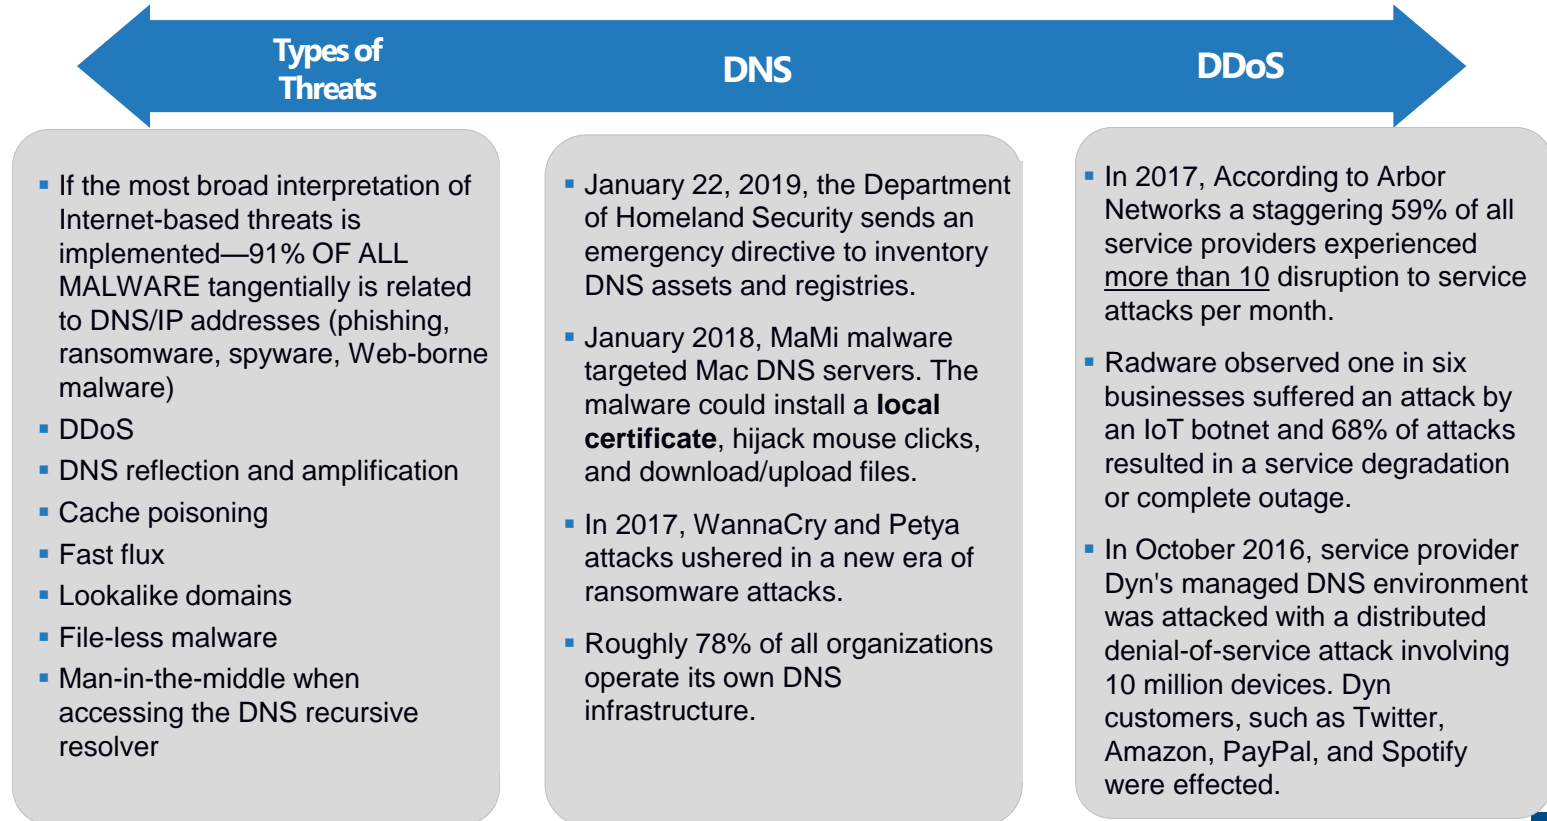 Types of
Threats
DNS
DDoS
▪ If the most broad interpretation of
Internet-based threats is
implemented—91% OF ALL
MALWARE tangentially is related
to DNS/IP addresses (phishing,
ransomware, spyware, Web-borne
malware)
▪ DDoS
▪ DNS reflection and amplification
▪ Cache poisoning
▪ Fast flux
▪ Lookalike domains
▪ File-less malware
▪ Man-in-the-middle when
accessing the DNS recursive
resolver
▪ January 22, 2019, the Department
of Homeland Security sends an
emergency directive to inventory
DNS assets and registries.
▪ January 2018, MaMi malware
targeted Mac DNS servers. The
malware could install a local
certificate, hijack mouse clicks,
and download/upload files.
▪ In 2017, WannaCry and Petya
attacks ushered in a new era of
ransomware attacks.
▪ Roughly 78% of all organizations
operate its own DNS
infrastructure.
▪ In 2017, According to Arbor
Networks a staggering 59% of all
service providers experienced
more than 10 disruption to service
attacks per month.
▪ Radware observed one in six
businesses suffered an attack by
an IoT botnet and 68% of attacks
resulted in a service degradation
or complete outage.
▪ In October 2016, service provider
Dyn's managed DNS environment
was attacked with a distributed
denial-of-service attack involving
10 million devices. Dyn
customers, such as Twitter,
Amazon, PayPal, and Spotify
were effected.